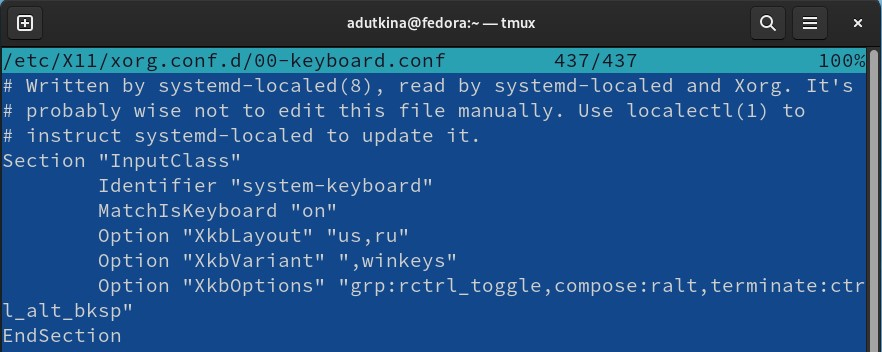 adutkina@fedora:~ — tmux
/etc/X11/xorg.conf.d/00-keyboard.conf 437/437 100%
# Written by systemd-localed(8), read by systemd-localed and Xorg. It's
# probably wise not to edit this file manually. Use localectl(1) to
# instruct systemd-localed to update it.
Section "InputClass"
        Identifier "system-keyboard"
        MatchIsKeyboard "on"
        Option "XkbLayout" "us,ru"
        Option "XkbVariant" ",winkeys"
        Option "XkbOptions" "grp:rctrl_toggle,compose:ralt,terminate:ctr
l_alt_bksp"
EndSection